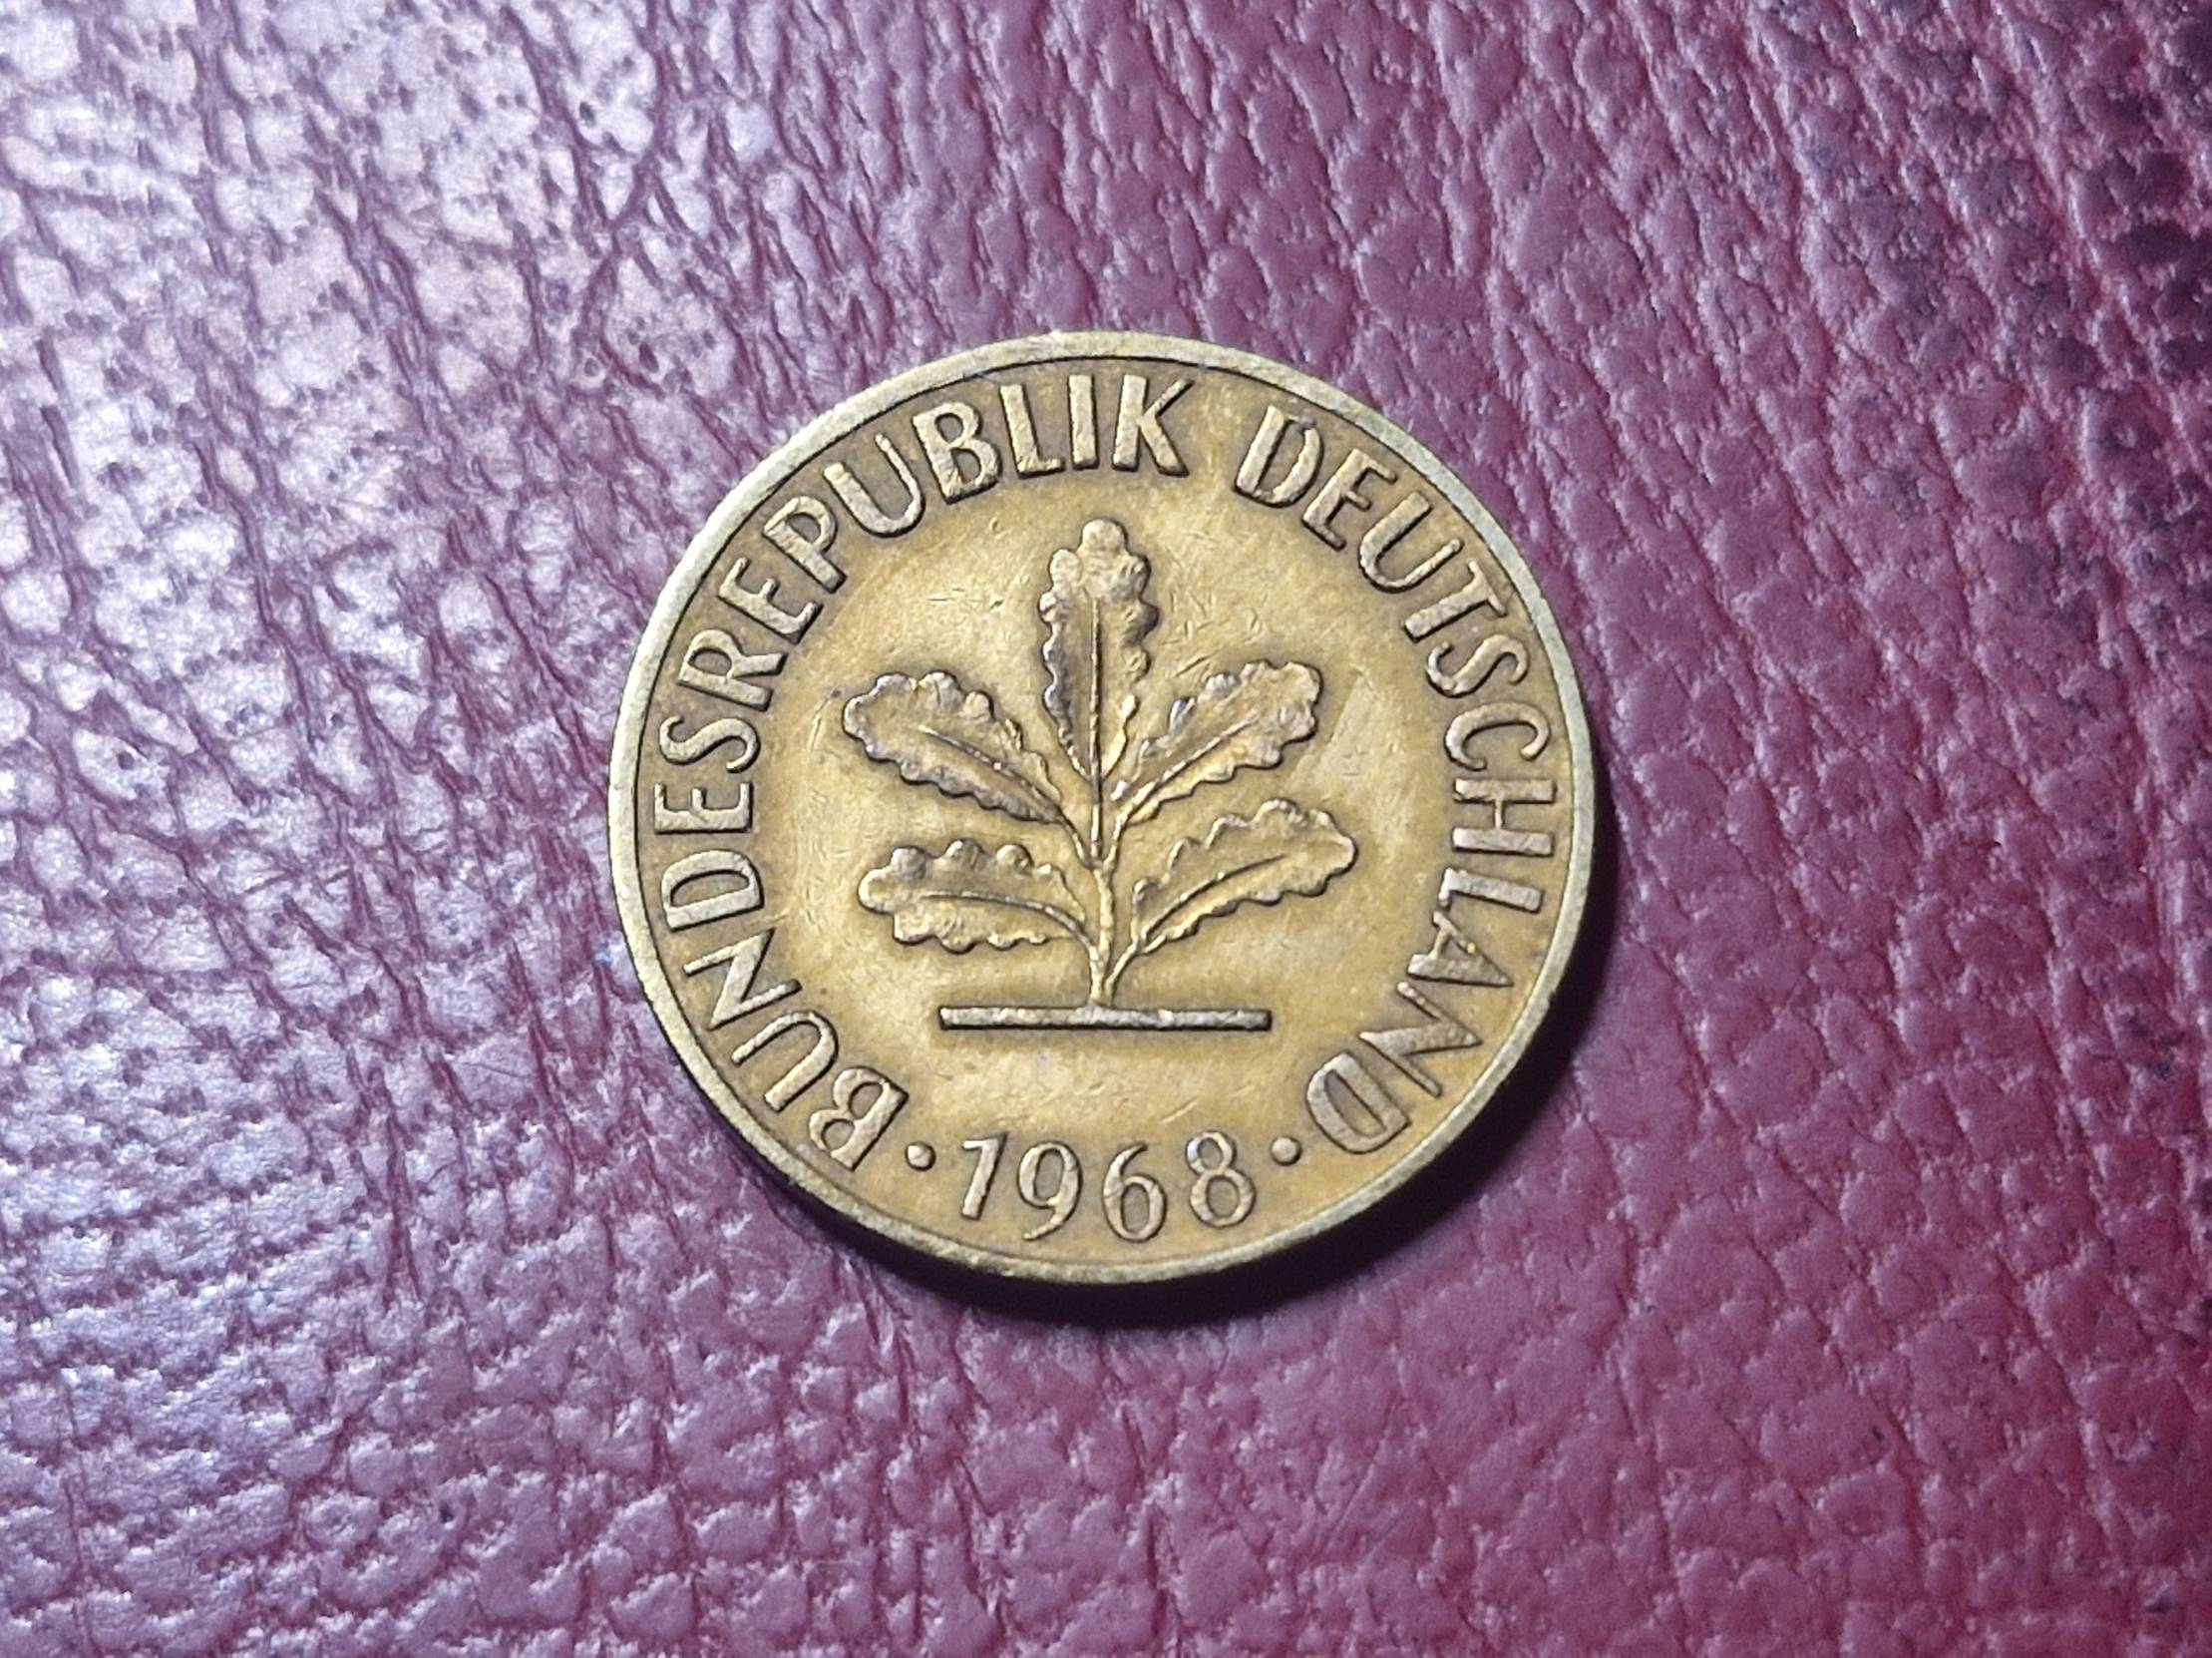 BUNDESREPUBLIK DEUTSCHLAND
· 1968 ·